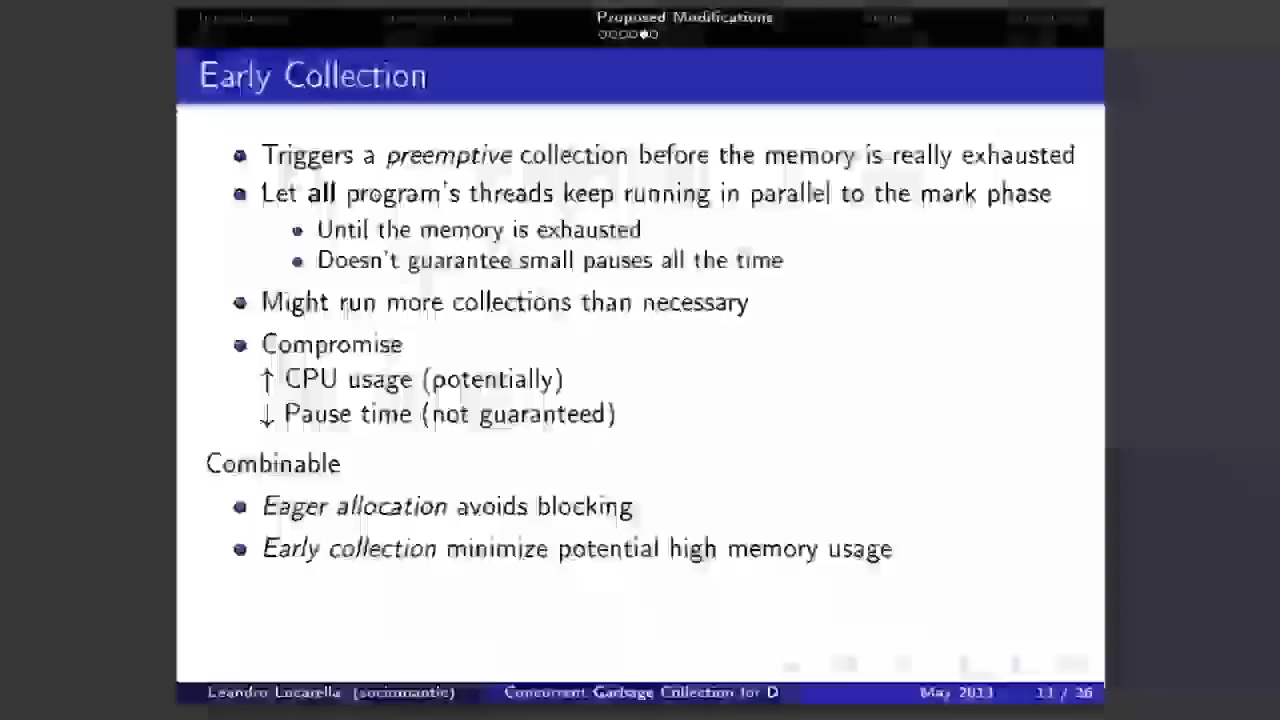 Proposed Modifications
Early Collection
Triggers a preemptive collection before the memory is really exhausted
Let all program's threads keep running in parallel to the mark phase
Until the memory is exhausted
Doesn't guarantee small pauses all the time
Might run more collections than necessary
Compromise
↑ CPU usage (potentially)
↓ Pause time (not guaranteed)
Combinable
Eager allocation avoids blocking
Early collection minimize potential high memory usage
Leandro Lucarella (sociomantic) Concurrent Garbage Collection for D May 2013